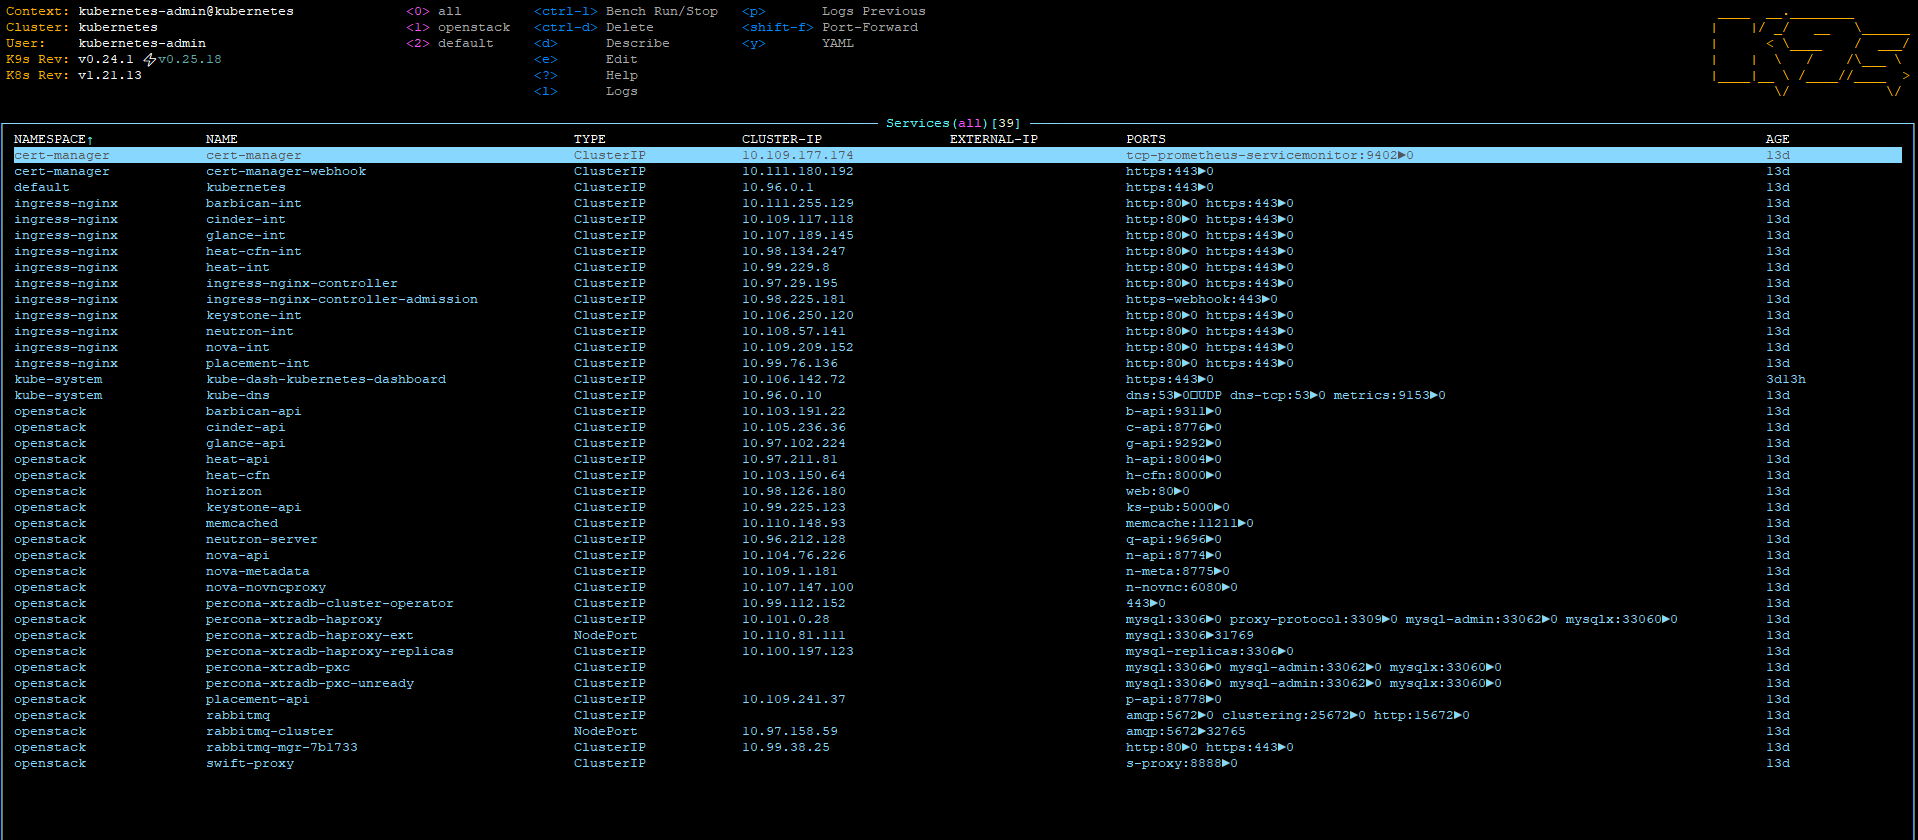 Context: kubernetes-admin@kubernetes <0> all <ctrl-l> Bench Run/Stop <p> Logs Previous
Cluster: kubernetes <1> openstack <ctrl-d> Delete <shift-f> Port-Forward
User: kubernetes-admin <2> default <d> Describe <y> YAML
K9s Rev: v0.24.1 ⚡v0.25.18 <e> Edit
K8s Rev: v1.21.13 <?> Help
<l> Logs
K9s
Services(all)[39]
NAMESPACE↑ NAME TYPE CLUSTER-IP EXTERNAL-IP PORTS AGE
cert-manager cert-manager ClusterIP 10.109.177.174 tcp-prometheus-servicemonitor:9402►0 13d
cert-manager cert-manager-webhook ClusterIP 10.111.180.192 https:443►0 13d
default kubernetes ClusterIP 10.96.0.1 https:443►0 13d
ingress-nginx barbican-int ClusterIP 10.111.255.129 http:80►0 https:443►0 13d
ingress-nginx cinder-int ClusterIP 10.109.117.118 http:80►0 https:443►0 13d
ingress-nginx glance-int ClusterIP 10.107.189.145 http:80►0 https:443►0 13d
ingress-nginx heat-cfn-int ClusterIP 10.98.134.247 http:80►0 https:443►0 13d
ingress-nginx heat-int ClusterIP 10.99.229.8 http:80►0 https:443►0 13d
ingress-nginx ingress-nginx-controller ClusterIP 10.97.29.195 http:80►0 https:443►0 13d
ingress-nginx ingress-nginx-controller-admission ClusterIP 10.98.225.181 https-webhook:443►0 13d
ingress-nginx keystone-int ClusterIP 10.106.250.120 http:80►0 https:443►0 13d
ingress-nginx neutron-int ClusterIP 10.108.57.141 http:80►0 https:443►0 13d
ingress-nginx nova-int ClusterIP 10.109.209.152 http:80►0 https:443►0 13d
ingress-nginx placement-int ClusterIP 10.99.76.136 http:80►0 https:443►0 13d
kube-system kube-dash-kubernetes-dashboard ClusterIP 10.106.142.72 https:443►0 3d13h
kube-system kube-dns ClusterIP 10.96.0.10 dns:53►0□UDP dns-tcp:53►0 metrics:9153►0 13d
openstack barbican-api ClusterIP 10.103.191.22 b-api:9311►0 13d
openstack cinder-api ClusterIP 10.105.236.36 c-api:8776►0 13d
openstack glance-api ClusterIP 10.97.102.224 g-api:9292►0 13d
openstack heat-api ClusterIP 10.97.211.81 h-api:8004►0 13d
openstack heat-cfn ClusterIP 10.103.150.64 h-cfn:8000►0 13d
openstack horizon ClusterIP 10.98.126.180 web:80►0 13d
openstack keystone-api ClusterIP 10.99.225.123 ks-pub:5000►0 13d
openstack memcached ClusterIP 10.110.148.93 memcache:11211►0 13d
openstack neutron-server ClusterIP 10.96.212.128 q-api:9696►0 13d
openstack nova-api ClusterIP 10.104.76.226 n-api:8774►0 13d
openstack nova-metadata ClusterIP 10.109.1.181 n-meta:8775►0 13d
openstack nova-novncproxy ClusterIP 10.107.147.100 n-novnc:6080►0 13d
openstack percona-xtradb-cluster-operator ClusterIP 10.99.112.152 443►0 13d
openstack percona-xtradb-haproxy ClusterIP 10.101.0.28 mysql:3306►0 proxy-protocol:3309►0 mysql-admin:33062►0 mysqlx:33060►0 13d
openstack percona-xtradb-haproxy-ext NodePort 10.110.81.111 mysql:3306►31769 13d
openstack percona-xtradb-haproxy-replicas ClusterIP 10.100.197.123 mysql-replicas:3306►0 13d
openstack percona-xtradb-pxc ClusterIP mysql:3306►0 mysql-admin:33062►0 mysqlx:33060►0 13d
openstack percona-xtradb-pxc-unready ClusterIP mysql:3306►0 mysql-admin:33062►0 mysqlx:33060►0 13d
openstack placement-api ClusterIP 10.109.241.37 p-api:8778►0 13d
openstack rabbitmq ClusterIP amqp:5672►0 clustering:25672►0 http:15672►0 13d
openstack rabbitmq-cluster NodePort 10.97.158.59 amqp:5672►32765 13d
openstack rabbitmq-mgr-7b1733 ClusterIP 10.99.38.25 http:80►0 https:443►0 13d
openstack swift-proxy ClusterIP s-proxy:8888►0 13d